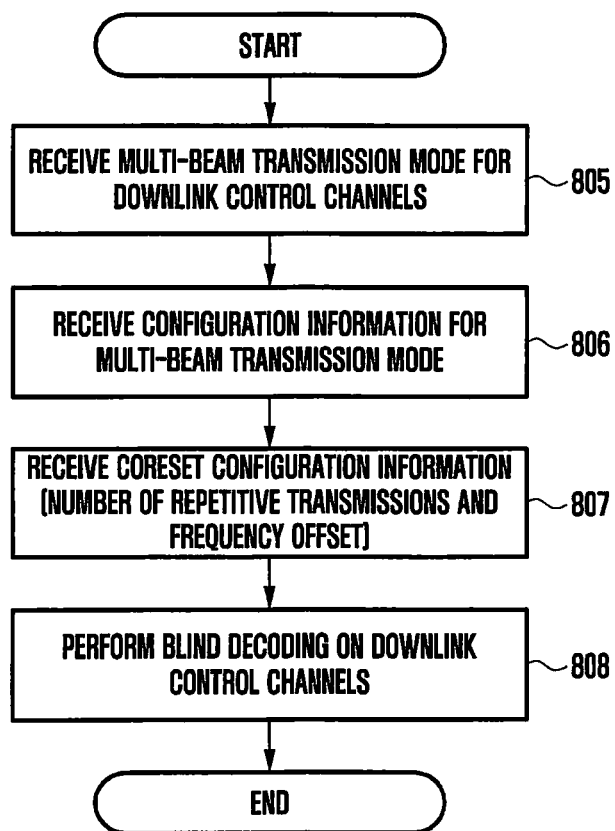 START
RECEIVE MULTI-BEAM TRANSMISSION MODE FOR
DOWNLINK CONTROL CHANNELS
805
RECEIVE CONFIGURATION INFORMATION FOR
MULTI-BEAM TRANSMISSION MODE
806
RECEIVE CORESET CONFIGURATION INFORMATION
(NUMBER OF REPETITIVE TRANSMISSIONS AND
FREQUENCY OFFSET)
807
PERFORM BLIND DECODING ON DOWNLINK
CONTROL CHANNELS
808
END